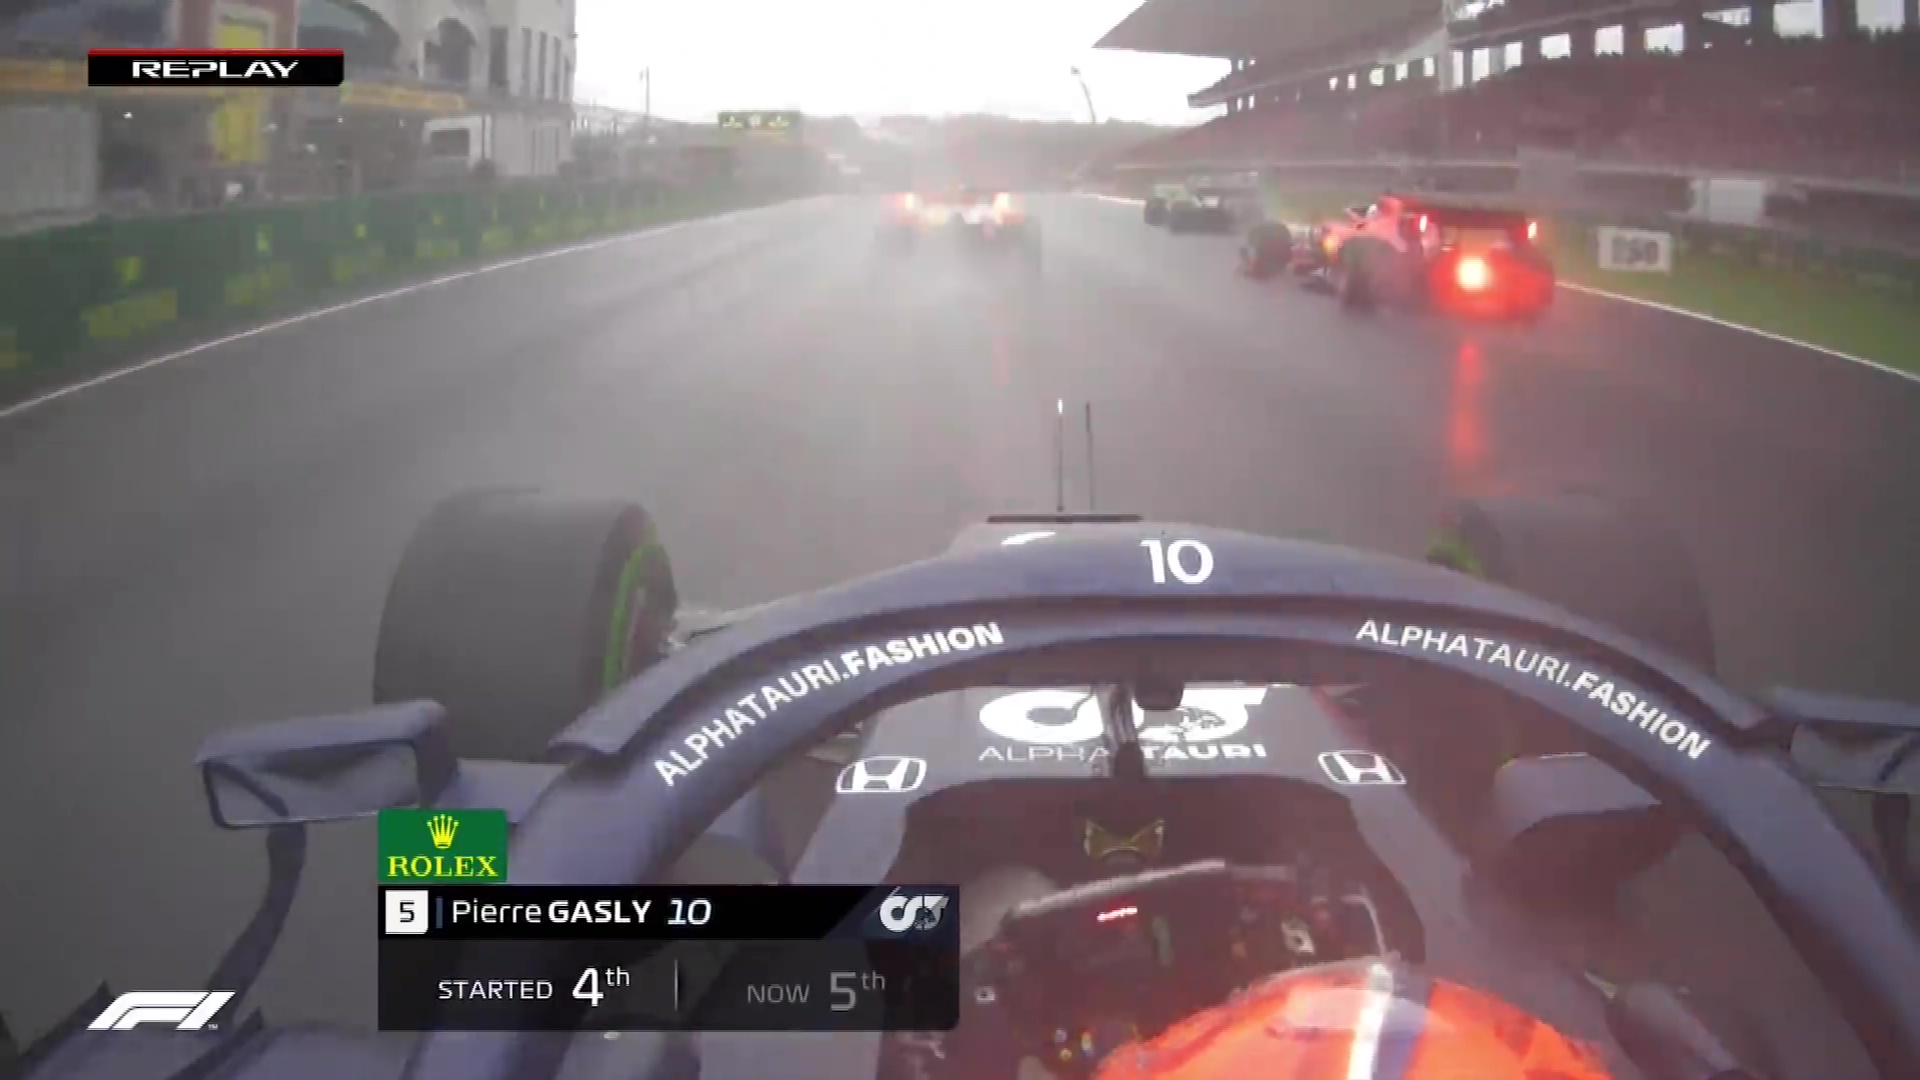 REPLAY
10
ALPHATAURI.FASHION
ALPHATAURI.FASHION
ALPHATAURI
ROLEX
5 Pierre GASLY 10
STARTED 4th NOW 5th
F1